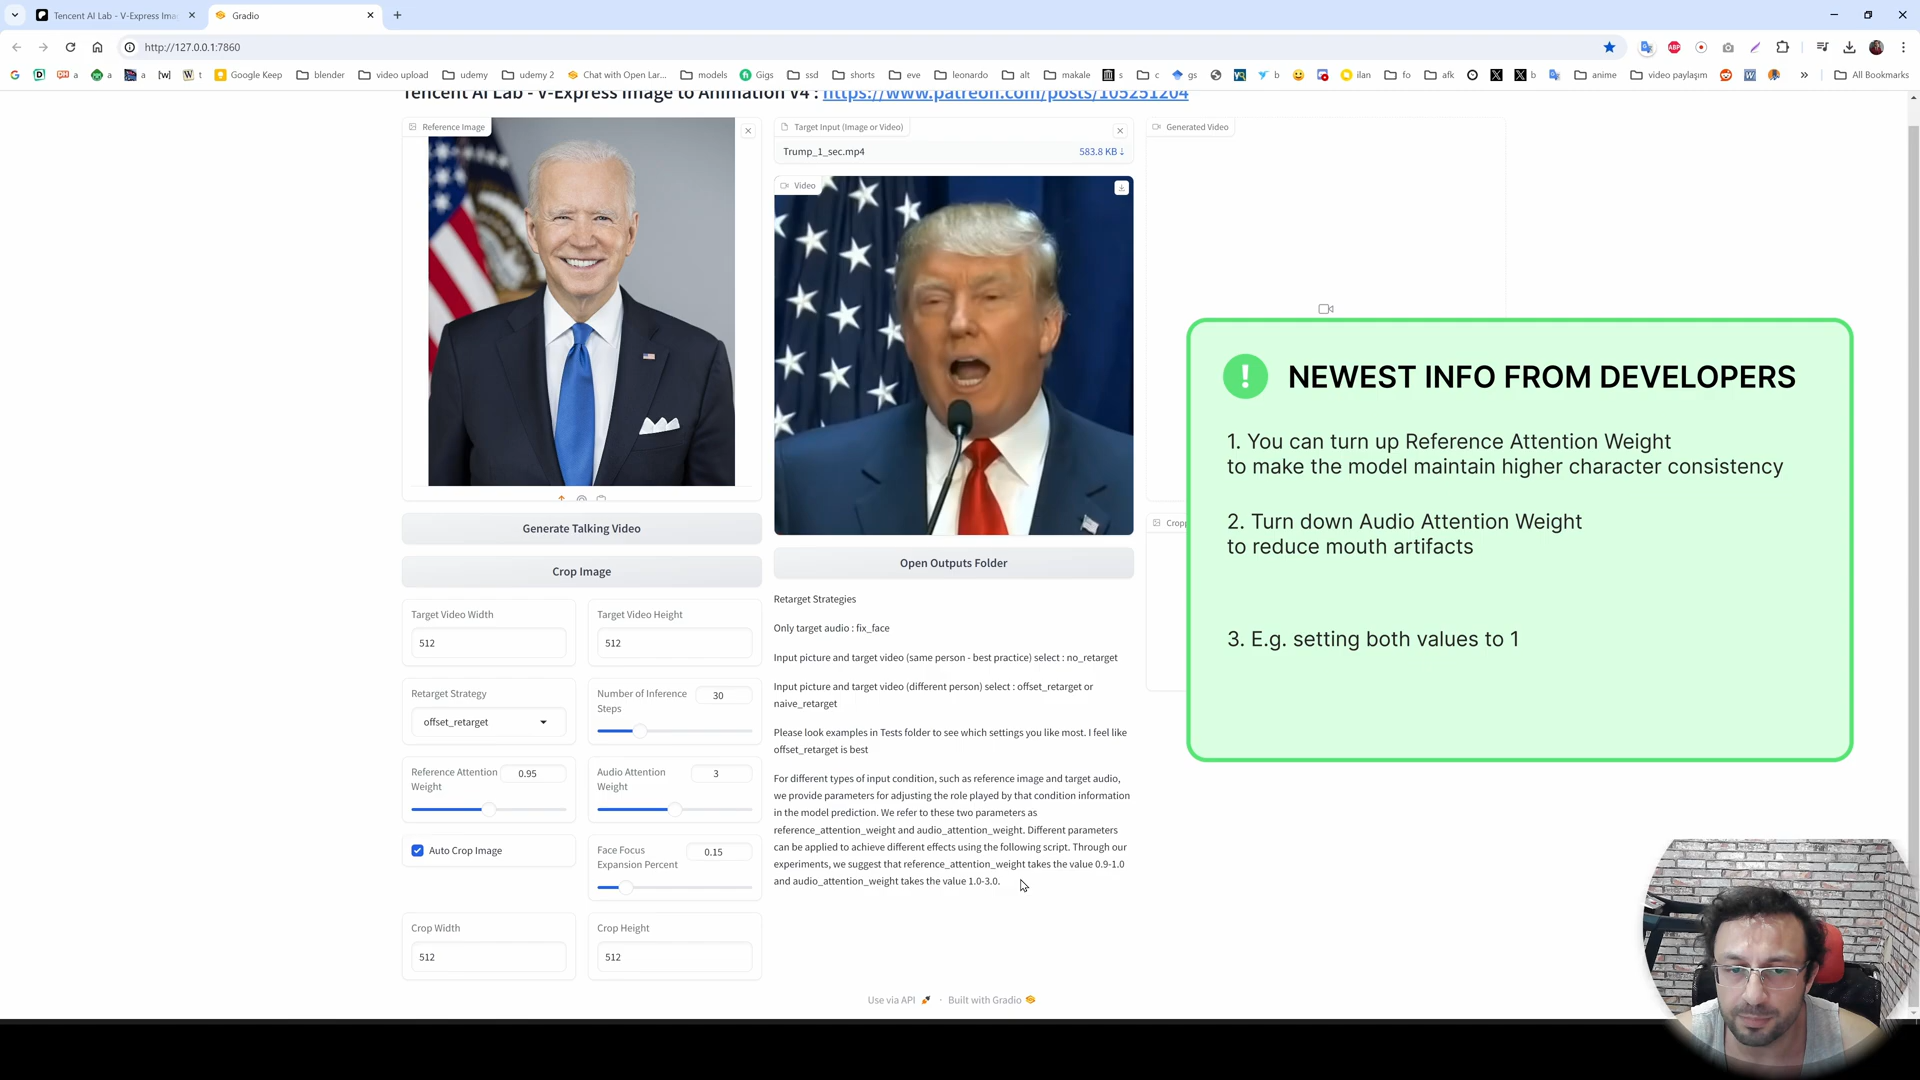 Tencent AI Lab - V-Express Ima
Gradio
http://127.0.0.1:7860
a
a
a
[w]
t
Google Keep
blender
video upload
udemy
udemy 2
Chat with Open Lar...
models
Gigs
ssd
shorts
eve
leonardo
alt
makale
s
c
gs
b
ilan
fo
afk
b
anime
video paylaşım
»
All Bookmarks
Tencent AI Lab - V-Express Image to Animation V4 : https://www.patreon.com/posts/105251204
Reference Image
Target Input (Image or Video)
Trump_1_sec.mp4
583.8 KB ↓
Video
Generated Video
Generate Talking Video
Crop Image
Open Outputs Folder
Target Video Width
512
Target Video Height
512
Retarget Strategy
offset_retarget
Number of Inference
Steps
30
Reference Attention
Weight
0.95
Audio Attention
Weight
3
Auto Crop Image
Face Focus
Expansion Percent
0.15
Crop Width
512
Crop Height
512
Retarget Strategies
Only target audio : fix_face
Input picture and target video (same person - best practice) select : no_retarget
Input picture and target video (different person) select : offset_retarget or
naive_retarget
Please look examples in Tests folder to see which settings you like most. I feel like
offset_retarget is best
For different types of input condition, such as reference image and target audio,
we provide parameters for adjusting the role played by that condition information
in the model prediction. We refer to these two parameters as
reference_attention_weight and audio_attention_weight. Different parameters
can be applied to achieve different effects using the following script. Through our
experiments, we suggest that reference_attention_weight takes the value 0.9-1.0
and audio_attention_weight takes the value 1.0-3.0.
Cropp
! NEWEST INFO FROM DEVELOPERS
1. You can turn up Reference Attention Weight
to make the model maintain higher character consistency
2. Turn down Audio Attention Weight
to reduce mouth artifacts
3. E.g. setting both values to 1
Use via API
·
Built with Gradio